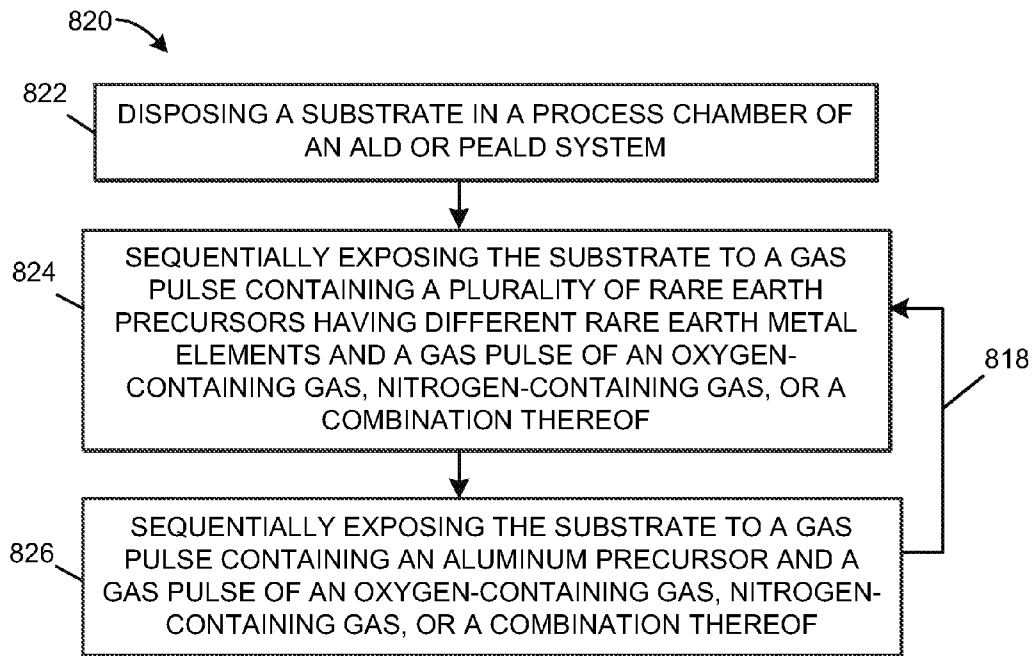 820
822
DISPOSING A SUBSTRATE IN A PROCESS CHAMBER OF
AN ALD OR PEALD SYSTEM
824
SEQUENTIALLY EXPOSING THE SUBSTRATE TO A GAS
PULSE CONTAINING A PLURALITY OF RARE EARTH
PRECURSORS HAVING DIFFERENT RARE EARTH METAL
ELEMENTS AND A GAS PULSE OF AN OXYGEN-
CONTAINING GAS, NITROGEN-CONTAINING GAS, OR A
COMBINATION THEREOF
818
826
SEQUENTIALLY EXPOSING THE SUBSTRATE TO A GAS
PULSE CONTAINING AN ALUMINUM PRECURSOR AND A
GAS PULSE OF AN OXYGEN-CONTAINING GAS, NITROGEN-
CONTAINING GAS, OR A COMBINATION THEREOF